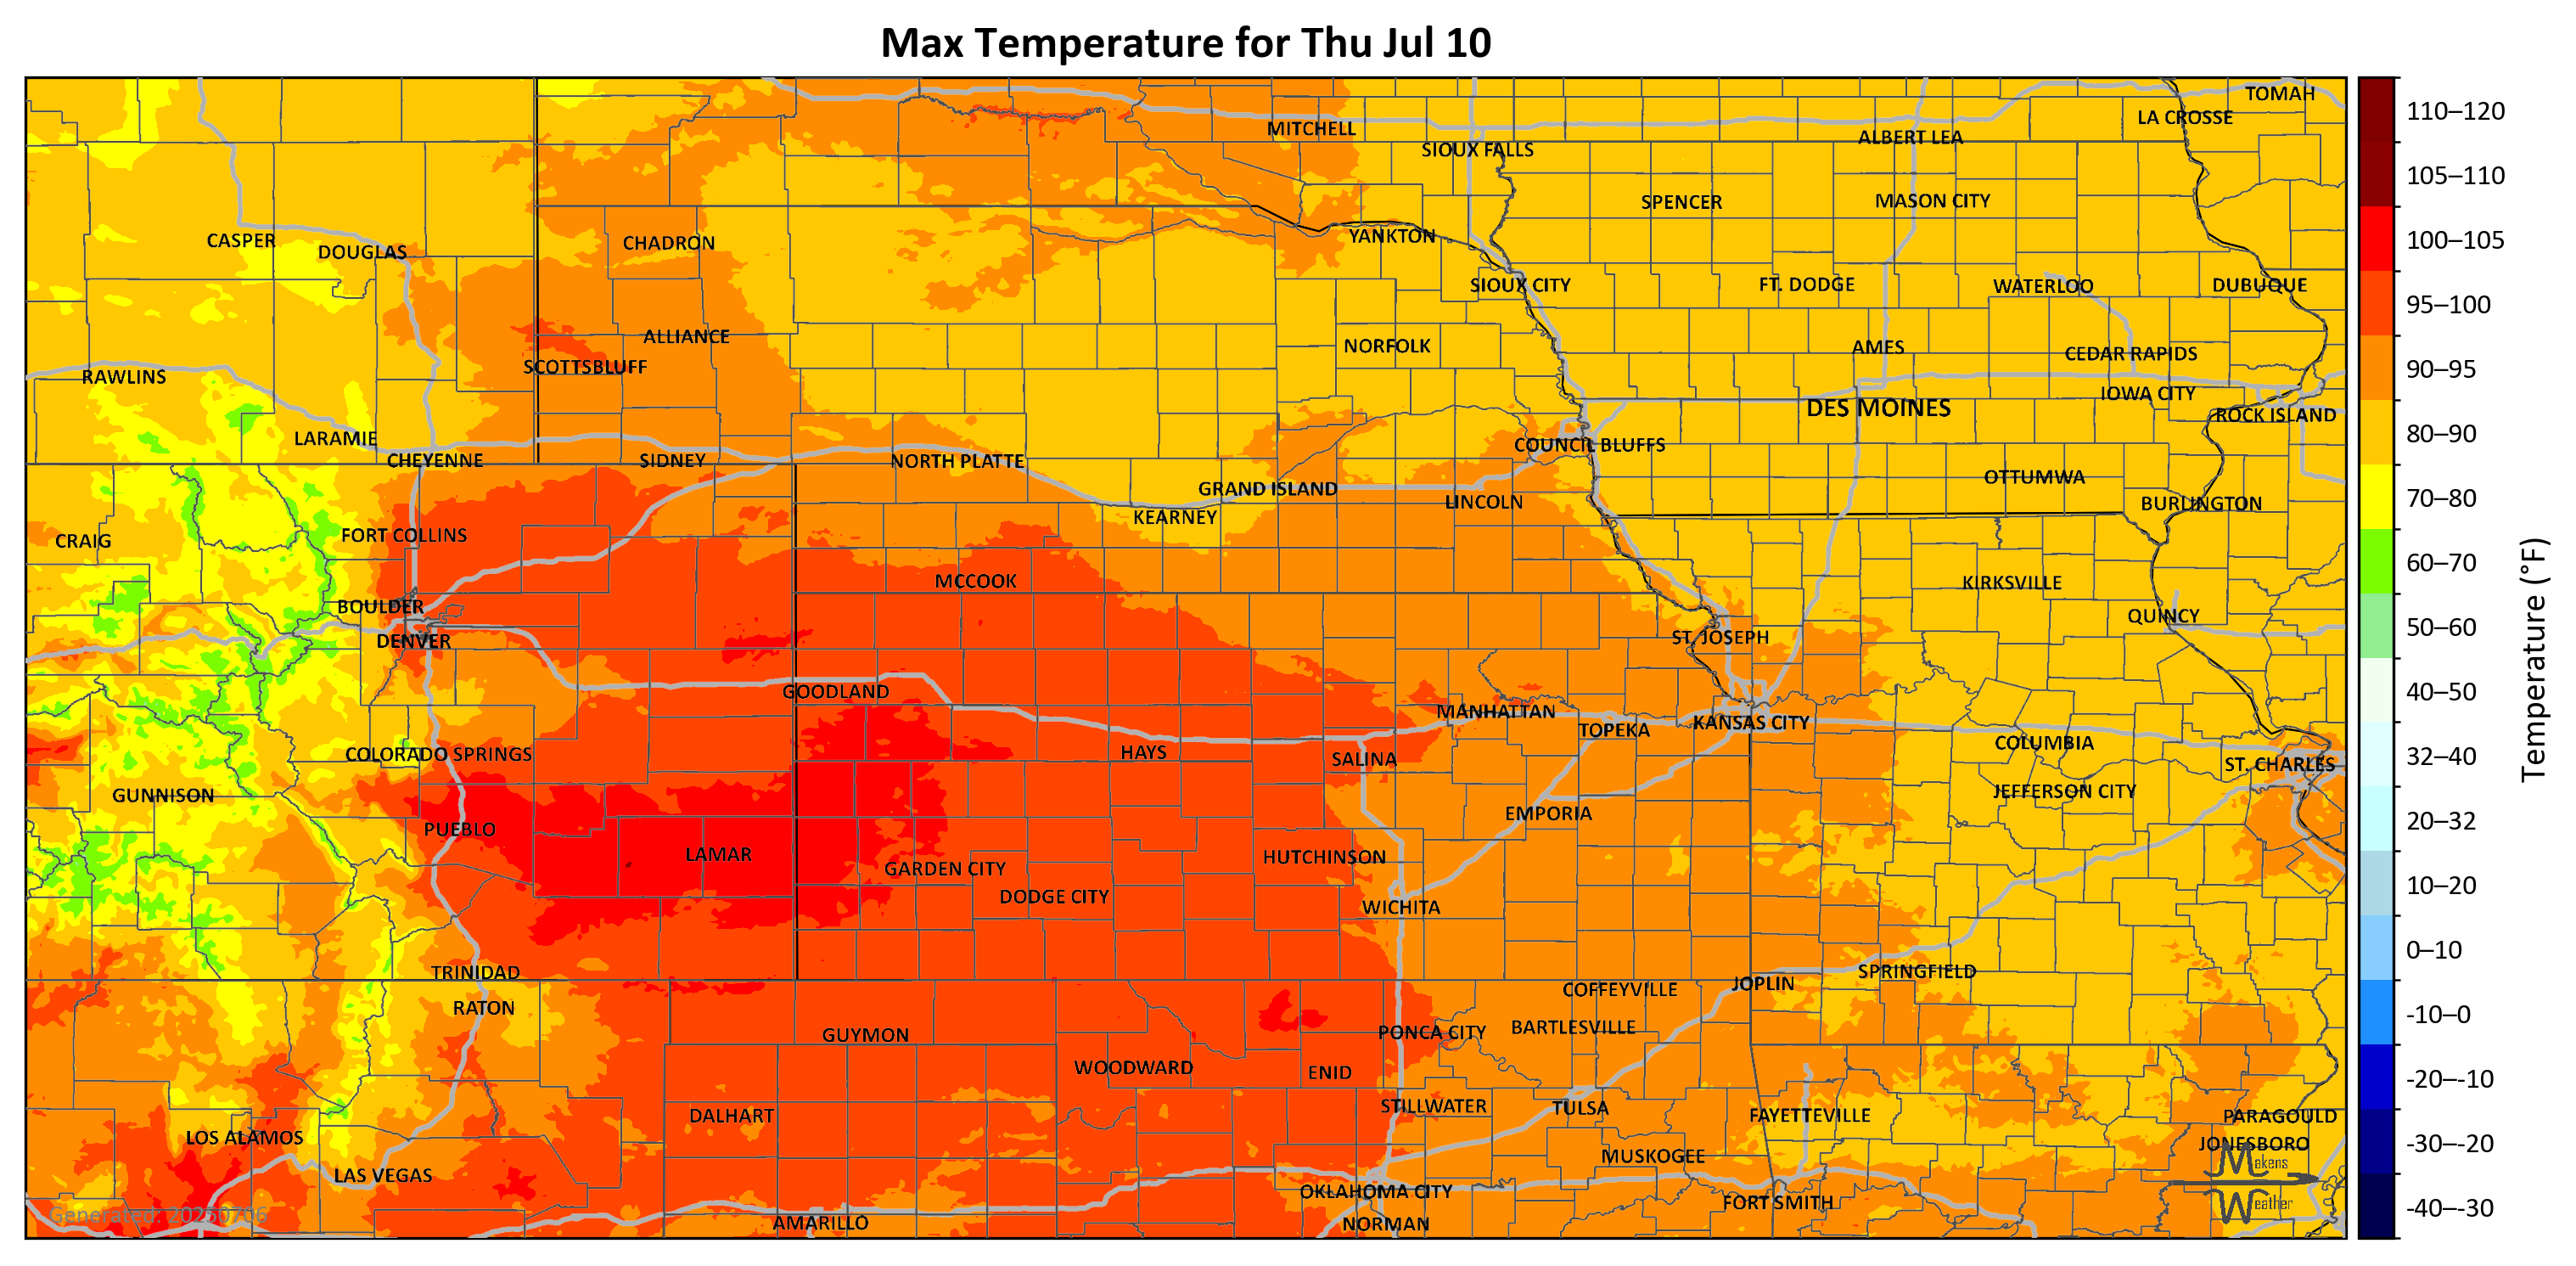 Max Temperature for Thu Jul 10
TOMAH
LA CROSSE
MITCHELL
ALBERT LEA
SIOUX FALLS
SPENCER
MASON CITY
CASPER
DOUGLAS
CHADRON
YANKTON
SIOUX CITY
FT. DODGE
WATERLOO
DUBUQUE
ALLIANCE
NORFOLK
AMES
CEDAR RAPIDS
SCOTTSBLUFF
RAWLINS
IOWA CITY
DES MOINES
ROCK ISLAND
LARAMIE
COUNCIL BLUFFS
CHEYENNE
SIDNEY
NORTH PLATTE
OTTUMWA
GRAND ISLAND
LINCOLN
BURLINGTON
KEARNEY
FORT COLLINS
CRAIG
MCCOOK
KIRKSVILLE
BOULDER
QUINCY
DENVER
ST. JOSEPH
GOODLAND
MANHATTAN
TOPEKA
KANSAS CITY
COLUMBIA
COLORADO SPRINGS
HAYS
SALINA
ST. CHARLES
GUNNISON
JEFFERSON CITY
EMPORIA
PUEBLO
LAMAR
GARDEN CITY
HUTCHINSON
DODGE CITY
WICHITA
TRINIDAD
SPRINGFIELD
JOPLIN
COFFEYVILLE
RATON
GUYMON
PONCA CITY
BARTLESVILLE
WOODWARD
ENID
STILLWATER
TULSA
DALHART
FAYETTEVILLE
PARAGOULD
LOS ALAMOS
JONESBORO
MUSKOGEE
LAS VEGAS
OKLAHOMA CITY
FORT SMITH
AMARILLO
NORMAN
Generated: 20250706
Makens
Weather
110–120
105–110
100–105
95–100
90–95
80–90
70–80
60–70
50–60
40–50
32–40
20–32
10–20
0–10
-10–0
-20–-10
-30–-20
-40–-30
Temperature (°F)